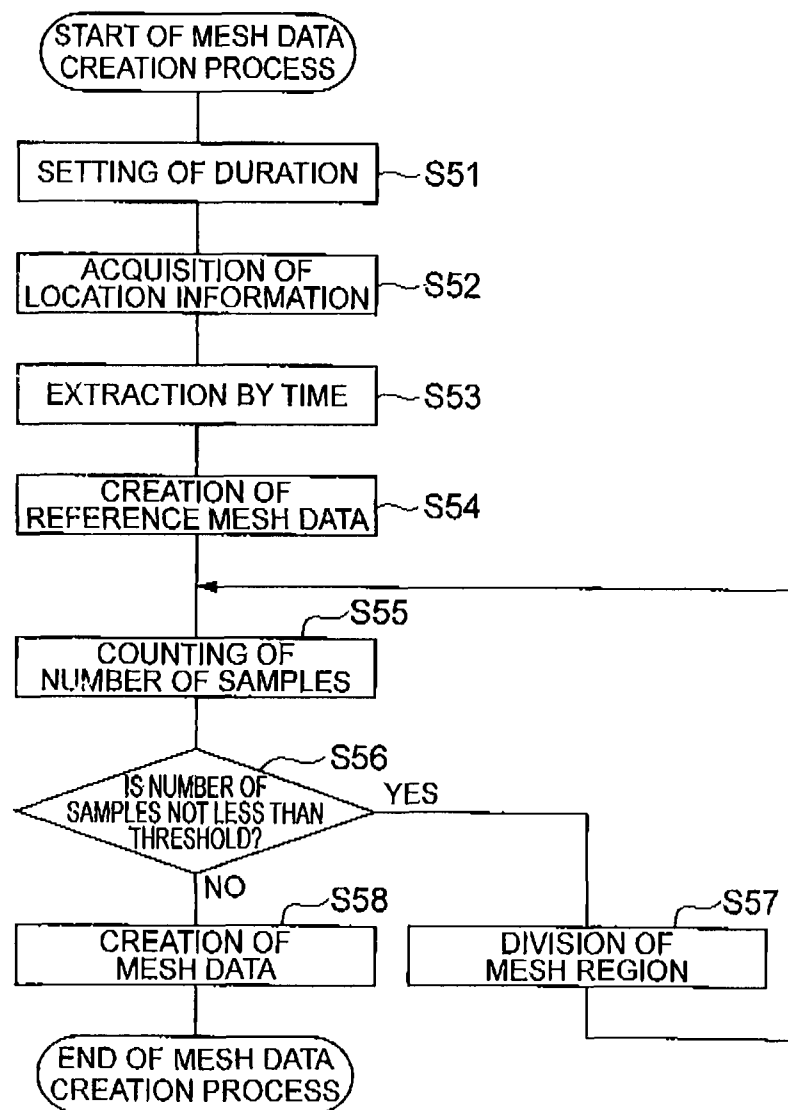 START OF MESH DATA
CREATION PROCESS
SETTING OF DURATION
S51
ACQUISITION OF
LOCATION INFORMATION
S52
EXTRACTION BY TIME
S53
CREATION OF
REFERENCE MESH DATA
S54
S55
COUNTING OF
NUMBER OF SAMPLES
S56
IS NUMBER OF
SAMPLES NOT LESS THAN
THRESHOLD?
YES
NO
S58
CREATION OF
MESH DATA
S57
DIVISION OF
MESH REGION
END OF MESH DATA
CREATION PROCESS